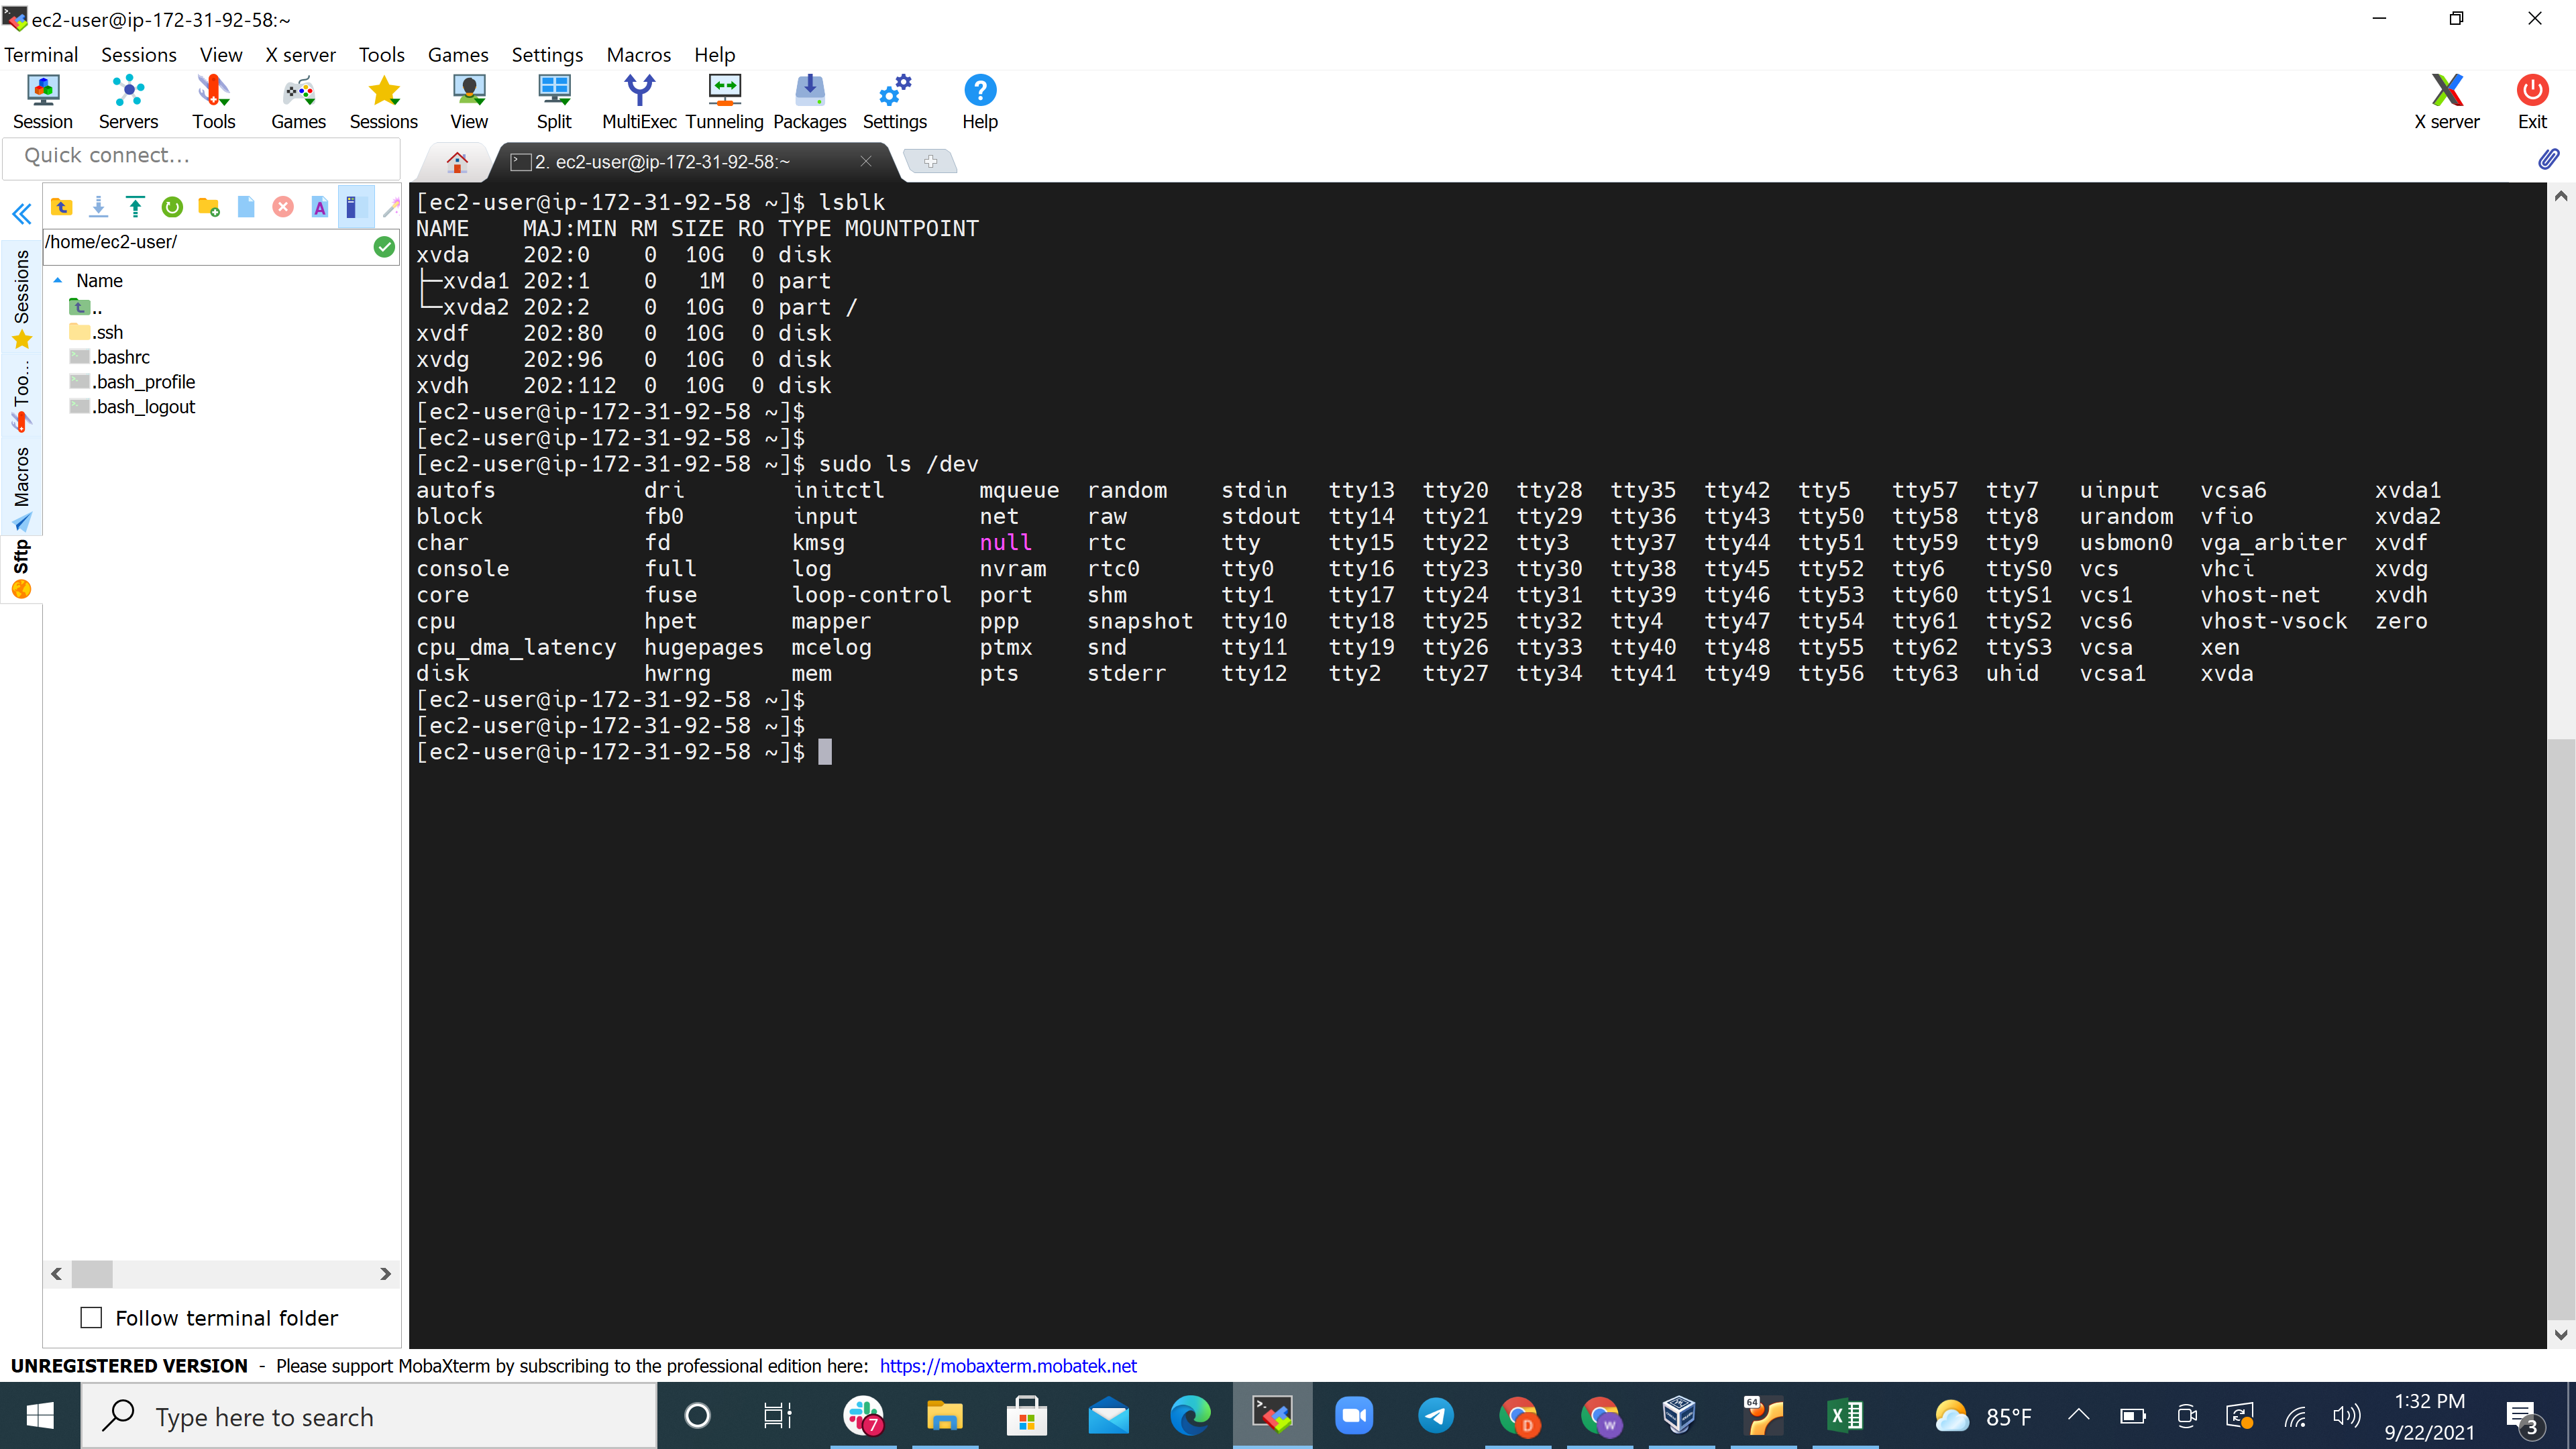 ec2-user@ip-172-31-92-58:~
Terminal Sessions View X server Tools Games Settings Macros Help
Session Servers Tools Games Sessions View Split MultiExec Tunneling Packages Settings Help X server Exit
Quick connect...
2. ec2-user@ip-172-31-92-58:~
/home/ec2-user/
Name
..
.ssh
.bashrc
.bash_profile
.bash_logout
Sessions
Too...
Macros
Sftp
[ec2-user@ip-172-31-92-58 ~]$ lsblk
NAME    MAJ:MIN RM SIZE RO TYPE MOUNTPOINT
xvda    202:0    0  10G  0 disk
├─xvda1 202:1    0   1M  0 part
└─xvda2 202:2    0  10G  0 part /
xvdf    202:80   0  10G  0 disk
xvdg    202:96   0  10G  0 disk
xvdh    202:112  0  10G  0 disk
[ec2-user@ip-172-31-92-58 ~]$
[ec2-user@ip-172-31-92-58 ~]$
[ec2-user@ip-172-31-92-58 ~]$ sudo ls /dev
autofs dri initctl mqueue random stdin tty13 tty20 tty28 tty35 tty42 tty5 tty57 tty7 uinput vcsa6 xvda1
block fb0 input net raw stdout tty14 tty21 tty29 tty36 tty43 tty50 tty58 tty8 urandom vfio xvda2
char fd kmsg null rtc tty tty15 tty22 tty3 tty37 tty44 tty51 tty59 tty9 usbmon0 vga_arbiter xvdf
console full log nvram rtc0 tty0 tty16 tty23 tty30 tty38 tty45 tty52 tty6 ttyS0 vcs vhci xvdg
core fuse loop-control port shm tty1 tty17 tty24 tty31 tty39 tty46 tty53 tty60 ttyS1 vcs1 vhost-net xvdh
cpu hpet mapper ppp snapshot tty10 tty18 tty25 tty32 tty4 tty47 tty54 tty61 ttyS2 vcs6 vhost-vsock zero
cpu_dma_latency hugepages mcelog ptmx snd tty11 tty19 tty26 tty33 tty40 tty48 tty55 tty62 ttyS3 vcsa xen
disk hwrng mem pts stderr tty12 tty2 tty27 tty34 tty41 tty49 tty56 tty63 uhid vcsa1 xvda
[ec2-user@ip-172-31-92-58 ~]$
[ec2-user@ip-172-31-92-58 ~]$
[ec2-user@ip-172-31-92-58 ~]$
Follow terminal folder
UNREGISTERED VERSION - Please support MobaXterm by subscribing to the professional edition here: https://mobaxterm.mobatek.net
Type here to search
7
D
W
64
85°F
1:32 PM
9/22/2021
3